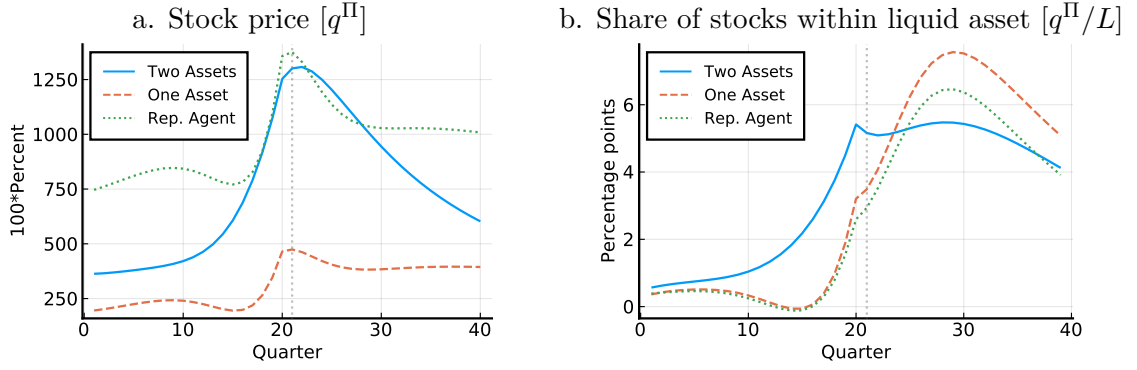 a. Stock price [q^Π]
Two Assets
One Asset
Rep. Agent
100*Percent
1250
1000
750
500
250
0 10 20 30 40
Quarter
b. Share of stocks within liquid asset [q^Π/L]
Two Assets
One Asset
Rep. Agent
Percentage points
6
4
2
0
0 10 20 30 40
Quarter